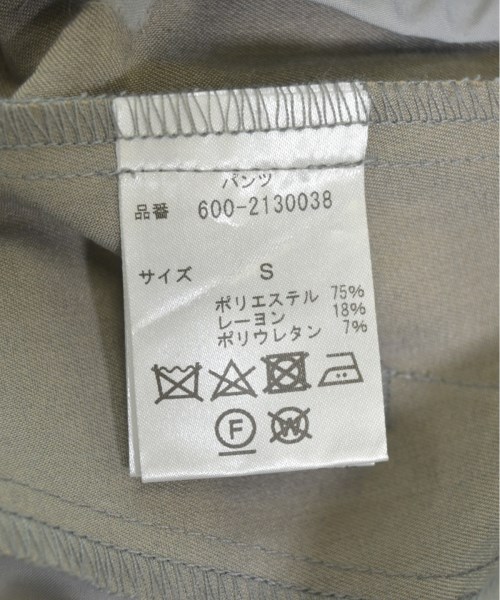 パンツ
品番 600-2130038
サイズ S
ポリエステル 75%
レーヨン 18%
ポリウレタン 7%
F W